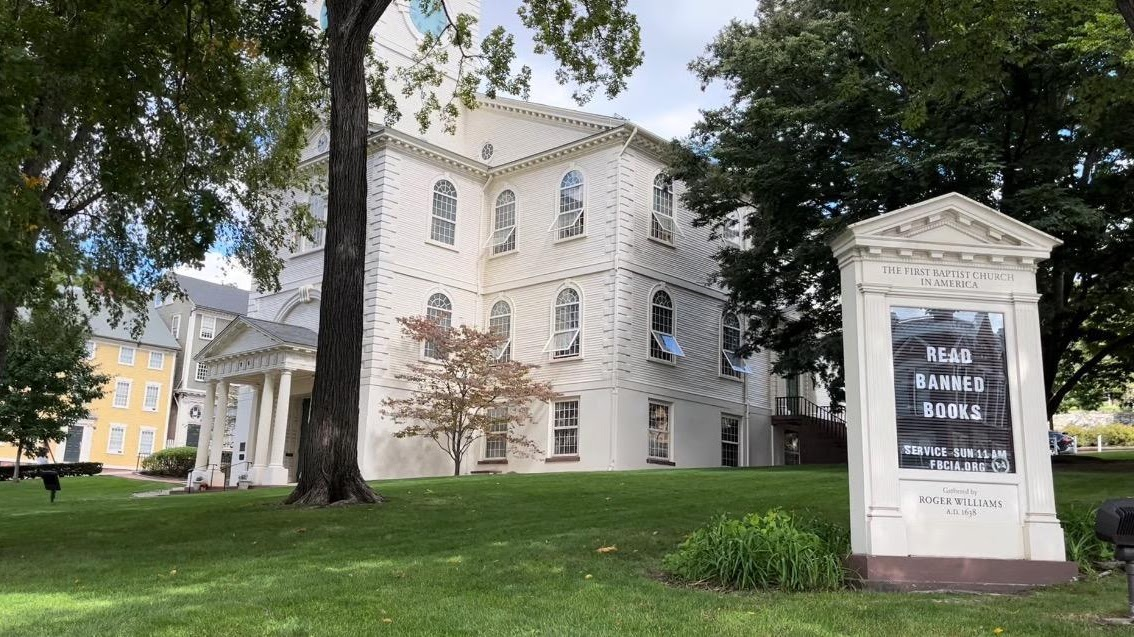 THE FIRST BAPTIST CHURCH
IN AMERICA
READ
BANNED
BOOKS
SERVICE SUN 11 AM
FBCIA.ORG
Gathered by
ROGER WILLIAMS
A.D. 1638